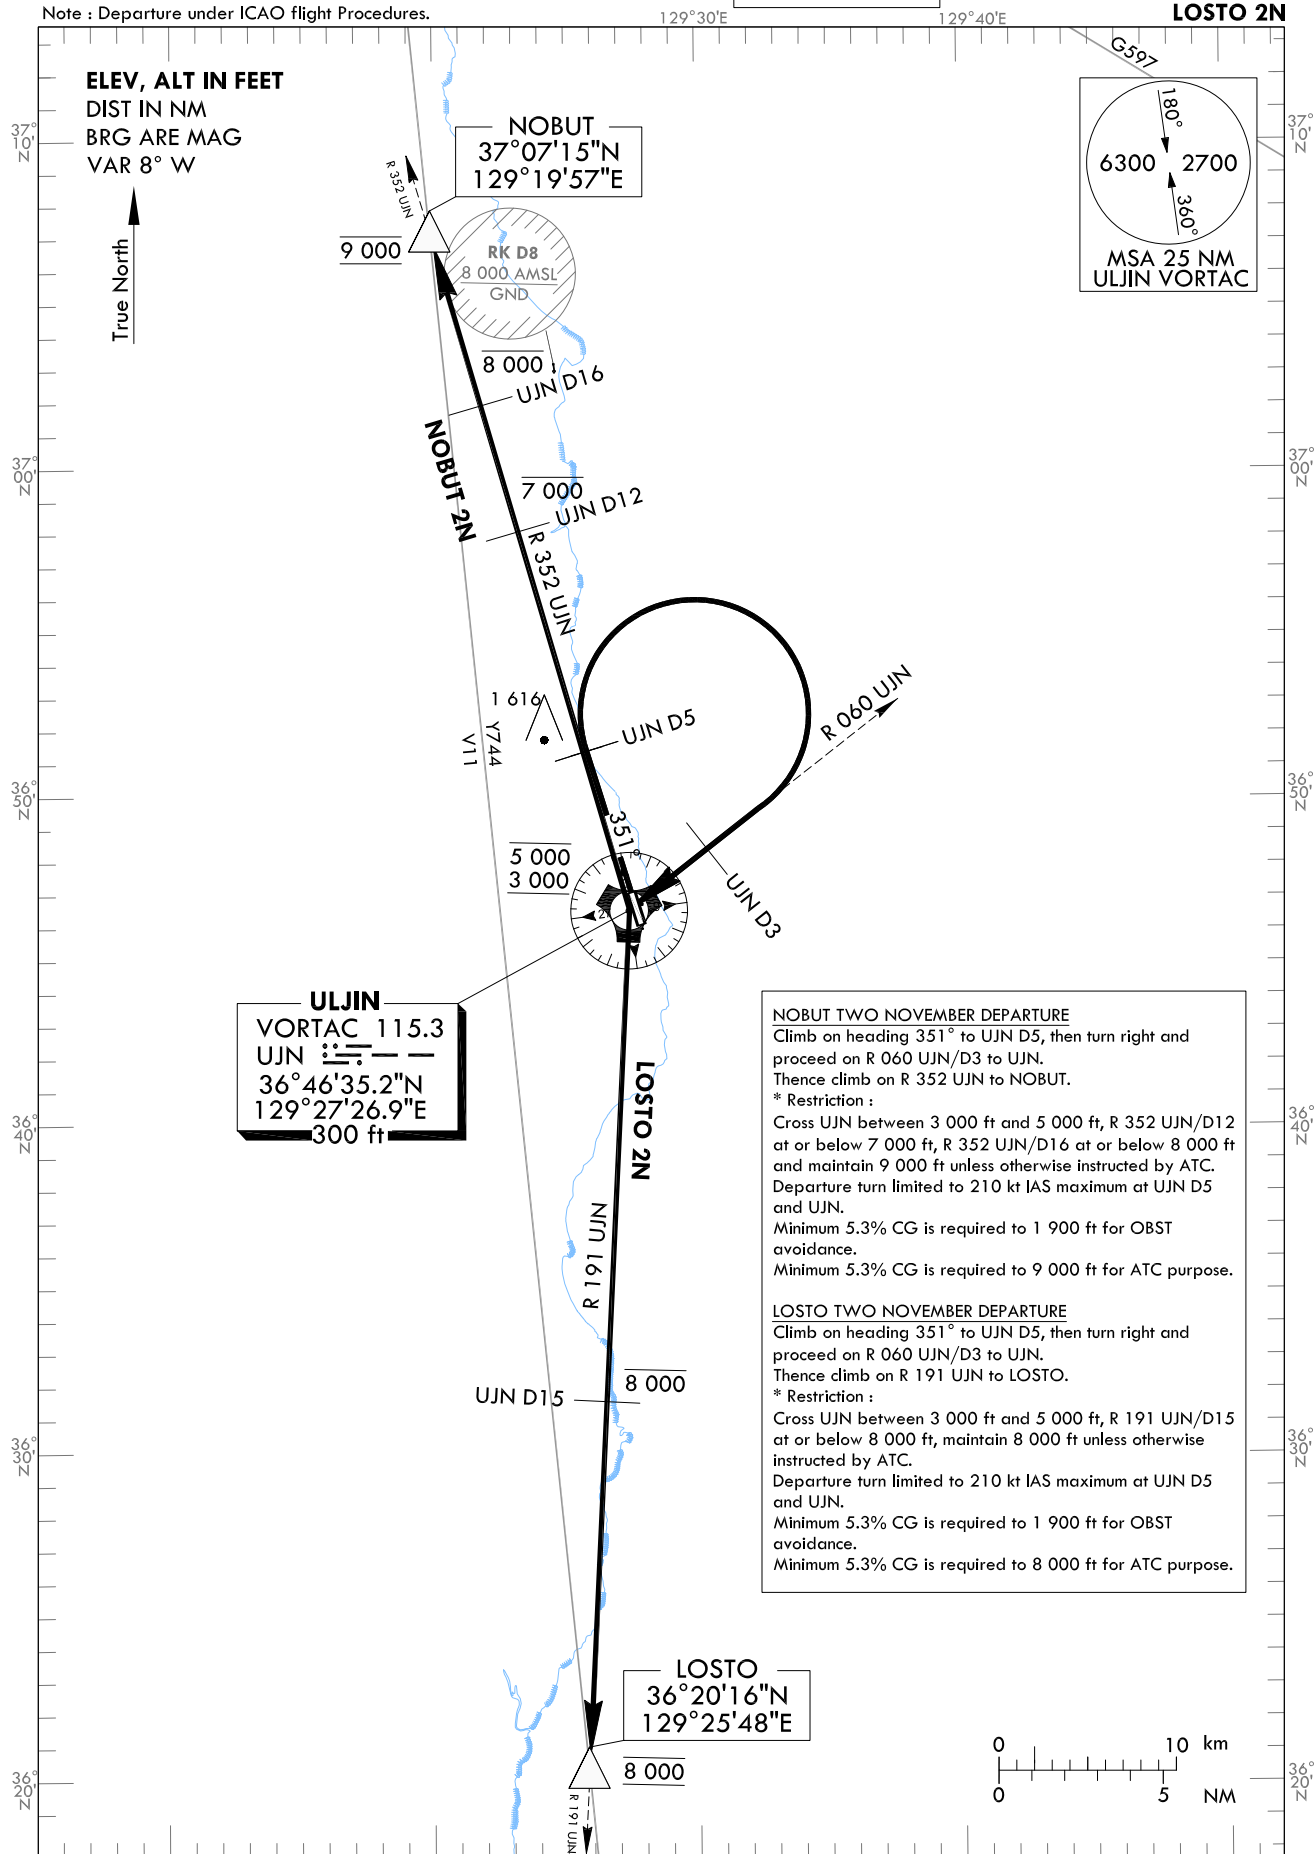 Note : Departure under ICAO flight Procedures.
129°30'E
129°40'E
LOSTO 2N
G597
ELEV, ALT IN FEET
DIST IN NM
BRG ARE MAG
VAR 8° W
True North
37°
10'
N
37°
10'
N
NOBUT
37°07'15"N
129°19'57"E
180°
6300 2700
360°
MSA 25 NM
ULJIN VORTAC
R 352 UJN
9 000
RK D8
8 000 AMSL
GND
8 000
UJN D16
NOBUT 2N
37°
00'
N
37°
00'
N
7 000
UJN D12
R 352 UJN
1 616
Y744
V11
UJN D5
R 060 UJN
36°
50'
N
36°
50'
N
351°
5 000
3 000
UJN D3
ULJIN
VORTAC 115.3
UJN
36°46'35.2"N
129°27'26.9"E
300 ft
36°
40'
N
36°
40'
N
LOSTO 2N
R 191 UJN
NOBUT TWO NOVEMBER DEPARTURE
Climb on heading 351° to UJN D5, then turn right and
proceed on R 060 UJN/D3 to UJN.
Thence climb on R 352 UJN to NOBUT.
* Restriction :
Cross UJN between 3 000 ft and 5 000 ft, R 352 UJN/D12
at or below 7 000 ft, R 352 UJN/D16 at or below 8 000 ft
and maintain 9 000 ft unless otherwise instructed by ATC.
Departure turn limited to 210 kt IAS maximum at UJN D5
and UJN.
Minimum 5.3% CG is required to 1 900 ft for OBST
avoidance.
Minimum 5.3% CG is required to 9 000 ft for ATC purpose.
LOSTO TWO NOVEMBER DEPARTURE
Climb on heading 351° to UJN D5, then turn right and
proceed on R 060 UJN/D3 to UJN.
Thence climb on R 191 UJN to LOSTO.
* Restriction :
Cross UJN between 3 000 ft and 5 000 ft, R 191 UJN/D15
at or below 8 000 ft, maintain 8 000 ft unless otherwise
instructed by ATC.
Departure turn limited to 210 kt IAS maximum at UJN D5
and UJN.
Minimum 5.3% CG is required to 1 900 ft for OBST
avoidance.
Minimum 5.3% CG is required to 8 000 ft for ATC purpose.
8 000
UJN D15
36°
30'
N
36°
30'
N
LOSTO
36°20'16"N
129°25'48"E
8 000
R 191 UJN
36°
20'
N
36°
20'
N
0 10 km
0 5 NM